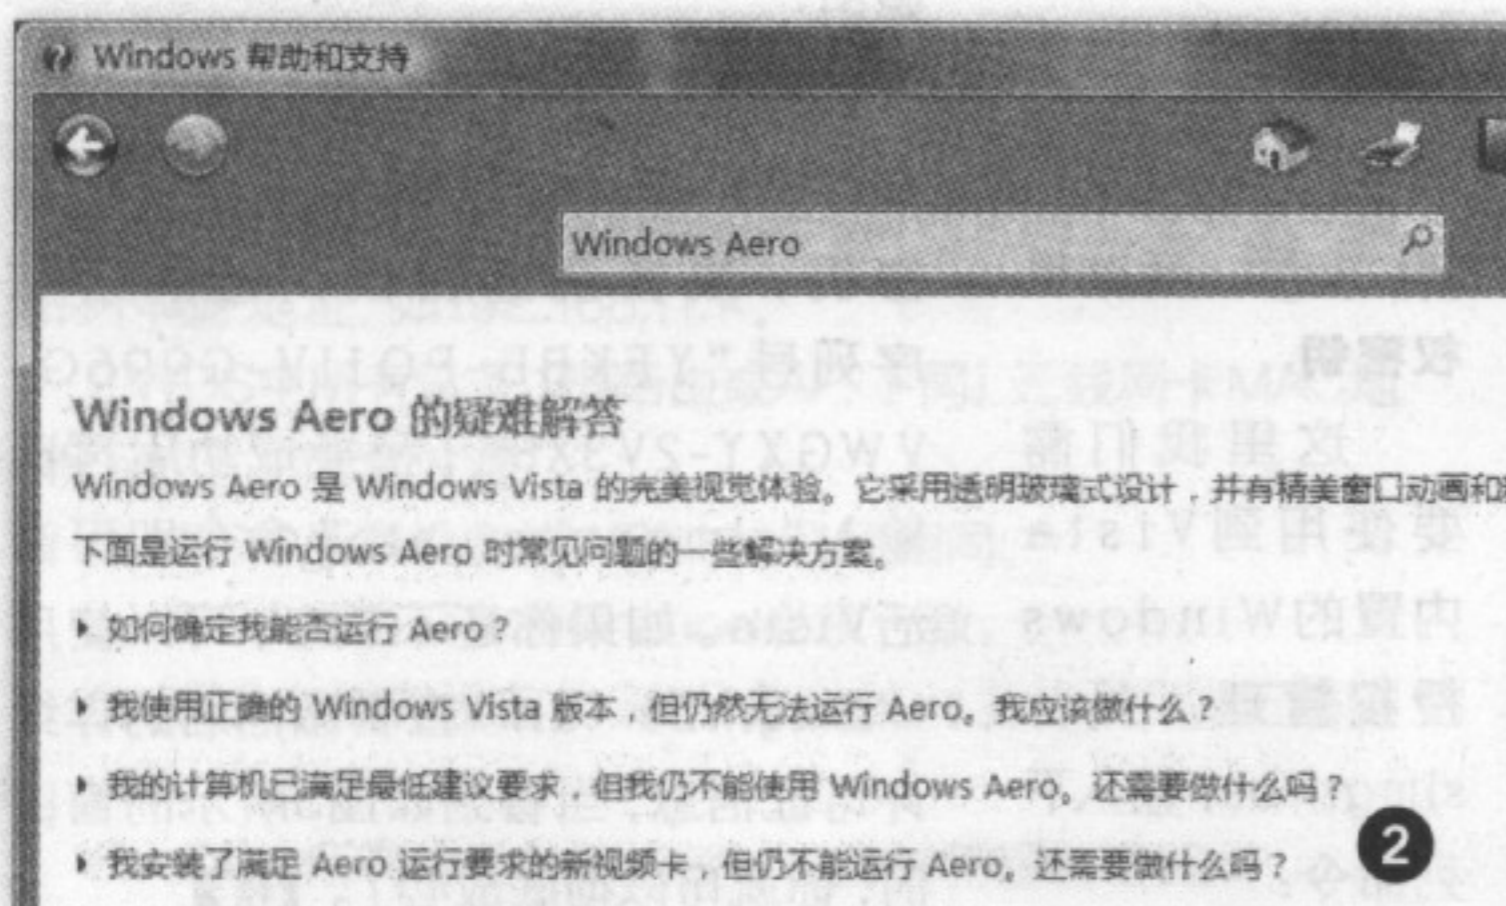 Windows 帮助和支持
Windows Aero
Windows Aero 的疑难解答
Windows Aero 是 Windows Vista 的完美视觉体验。它采用透明玻璃式设计，并有精美窗口动画和
下面是运行 Windows Aero 时常见问题的一些解决方案。
如何确定我能否运行 Aero？
我使用正确的 Windows Vista 版本，但仍然无法运行 Aero。我应该做什么？
我的计算机已满足最低建议要求，但我仍不能使用 Windows Aero。还需要做什么吗？
我安装了满足 Aero 运行要求的新视频卡，但仍不能运行 Aero。还需要做什么吗？
2